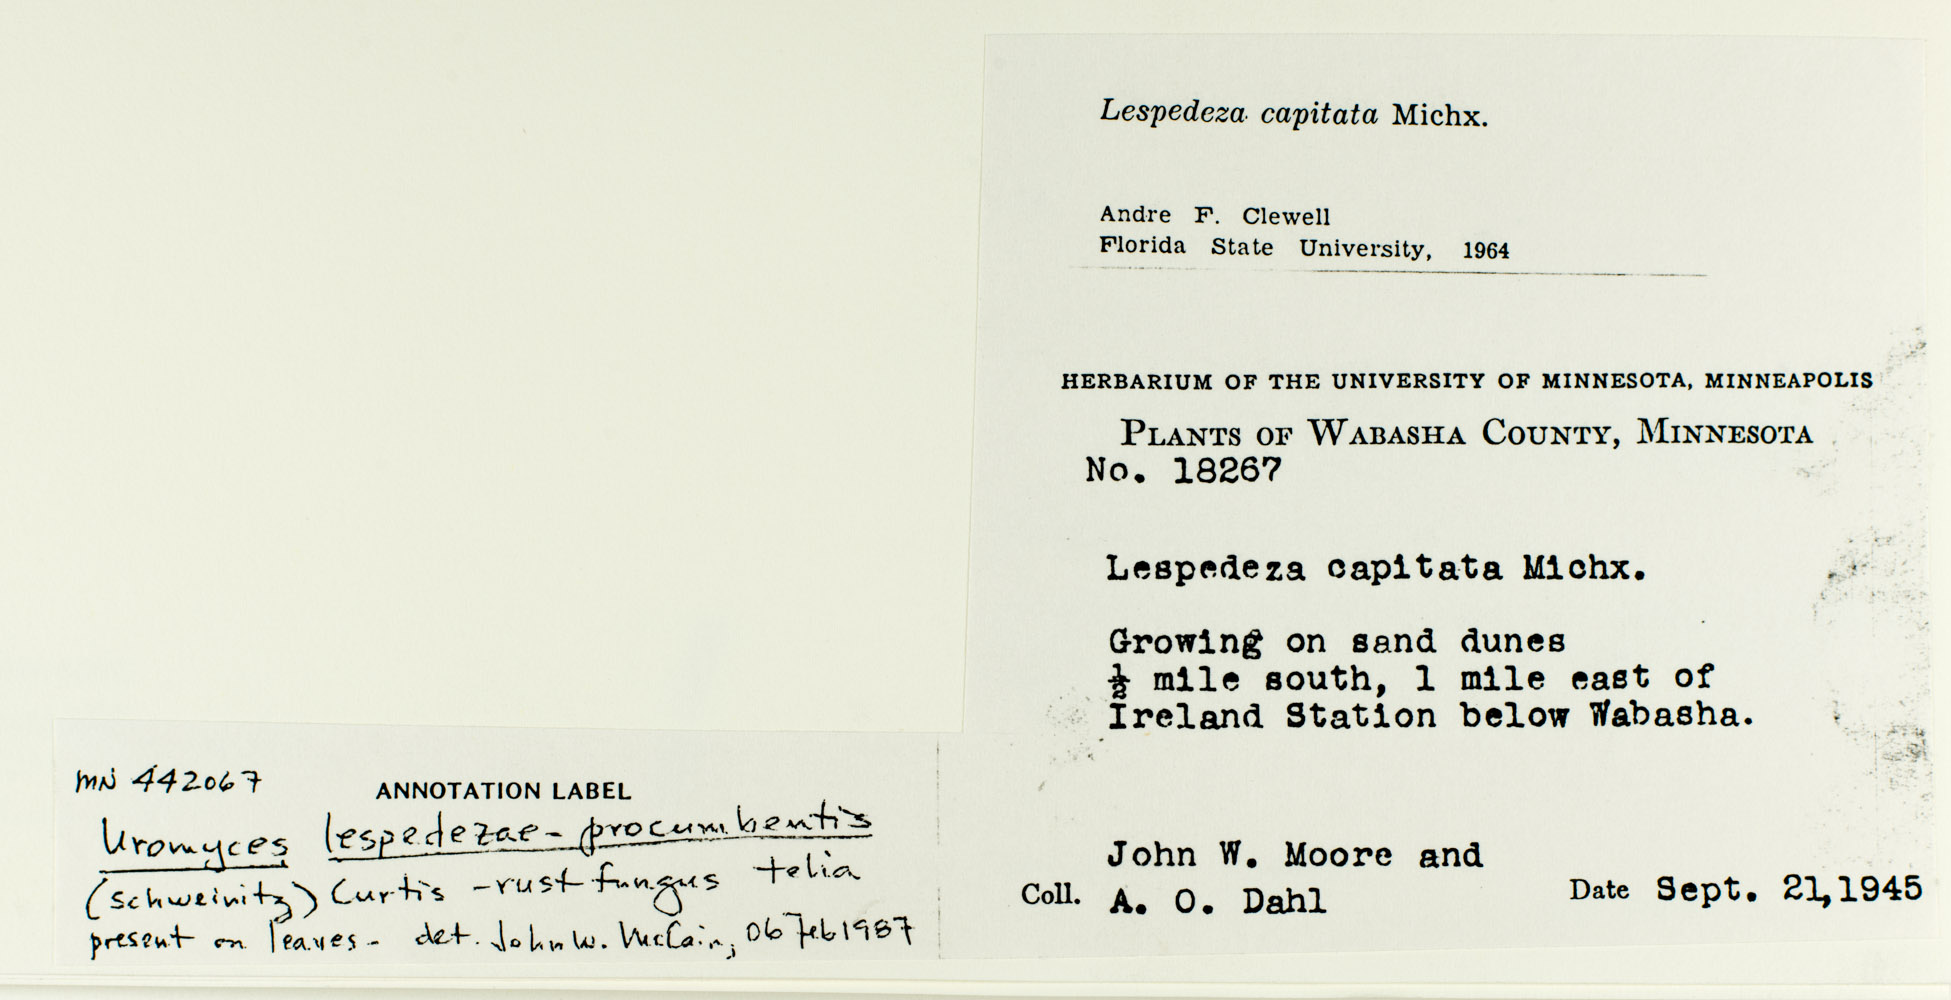 Lespedeza capitata Michx.
Andre F. Clewell
Florida State University, 1964
HERBARIUM OF THE UNIVERSITY OF MINNESOTA, MINNEAPOLIS
PLANTS OF WABASHA COUNTY, MINNESOTA
No. 18267
Lespedeza capitata Michx.
Growing on sand dunes
½ mile south, 1 mile east of
Ireland Station below Wabasha.
John W. Moore and
Coll. A. O. Dahl Date Sept. 21,1945
MN 442067 ANNOTATION LABEL
Uromyces lespedezae-procumbentis
(Schweinitz) Curtis - rust fungus telia
present on leaves - det. John W. McCain, 06 Feb 1987